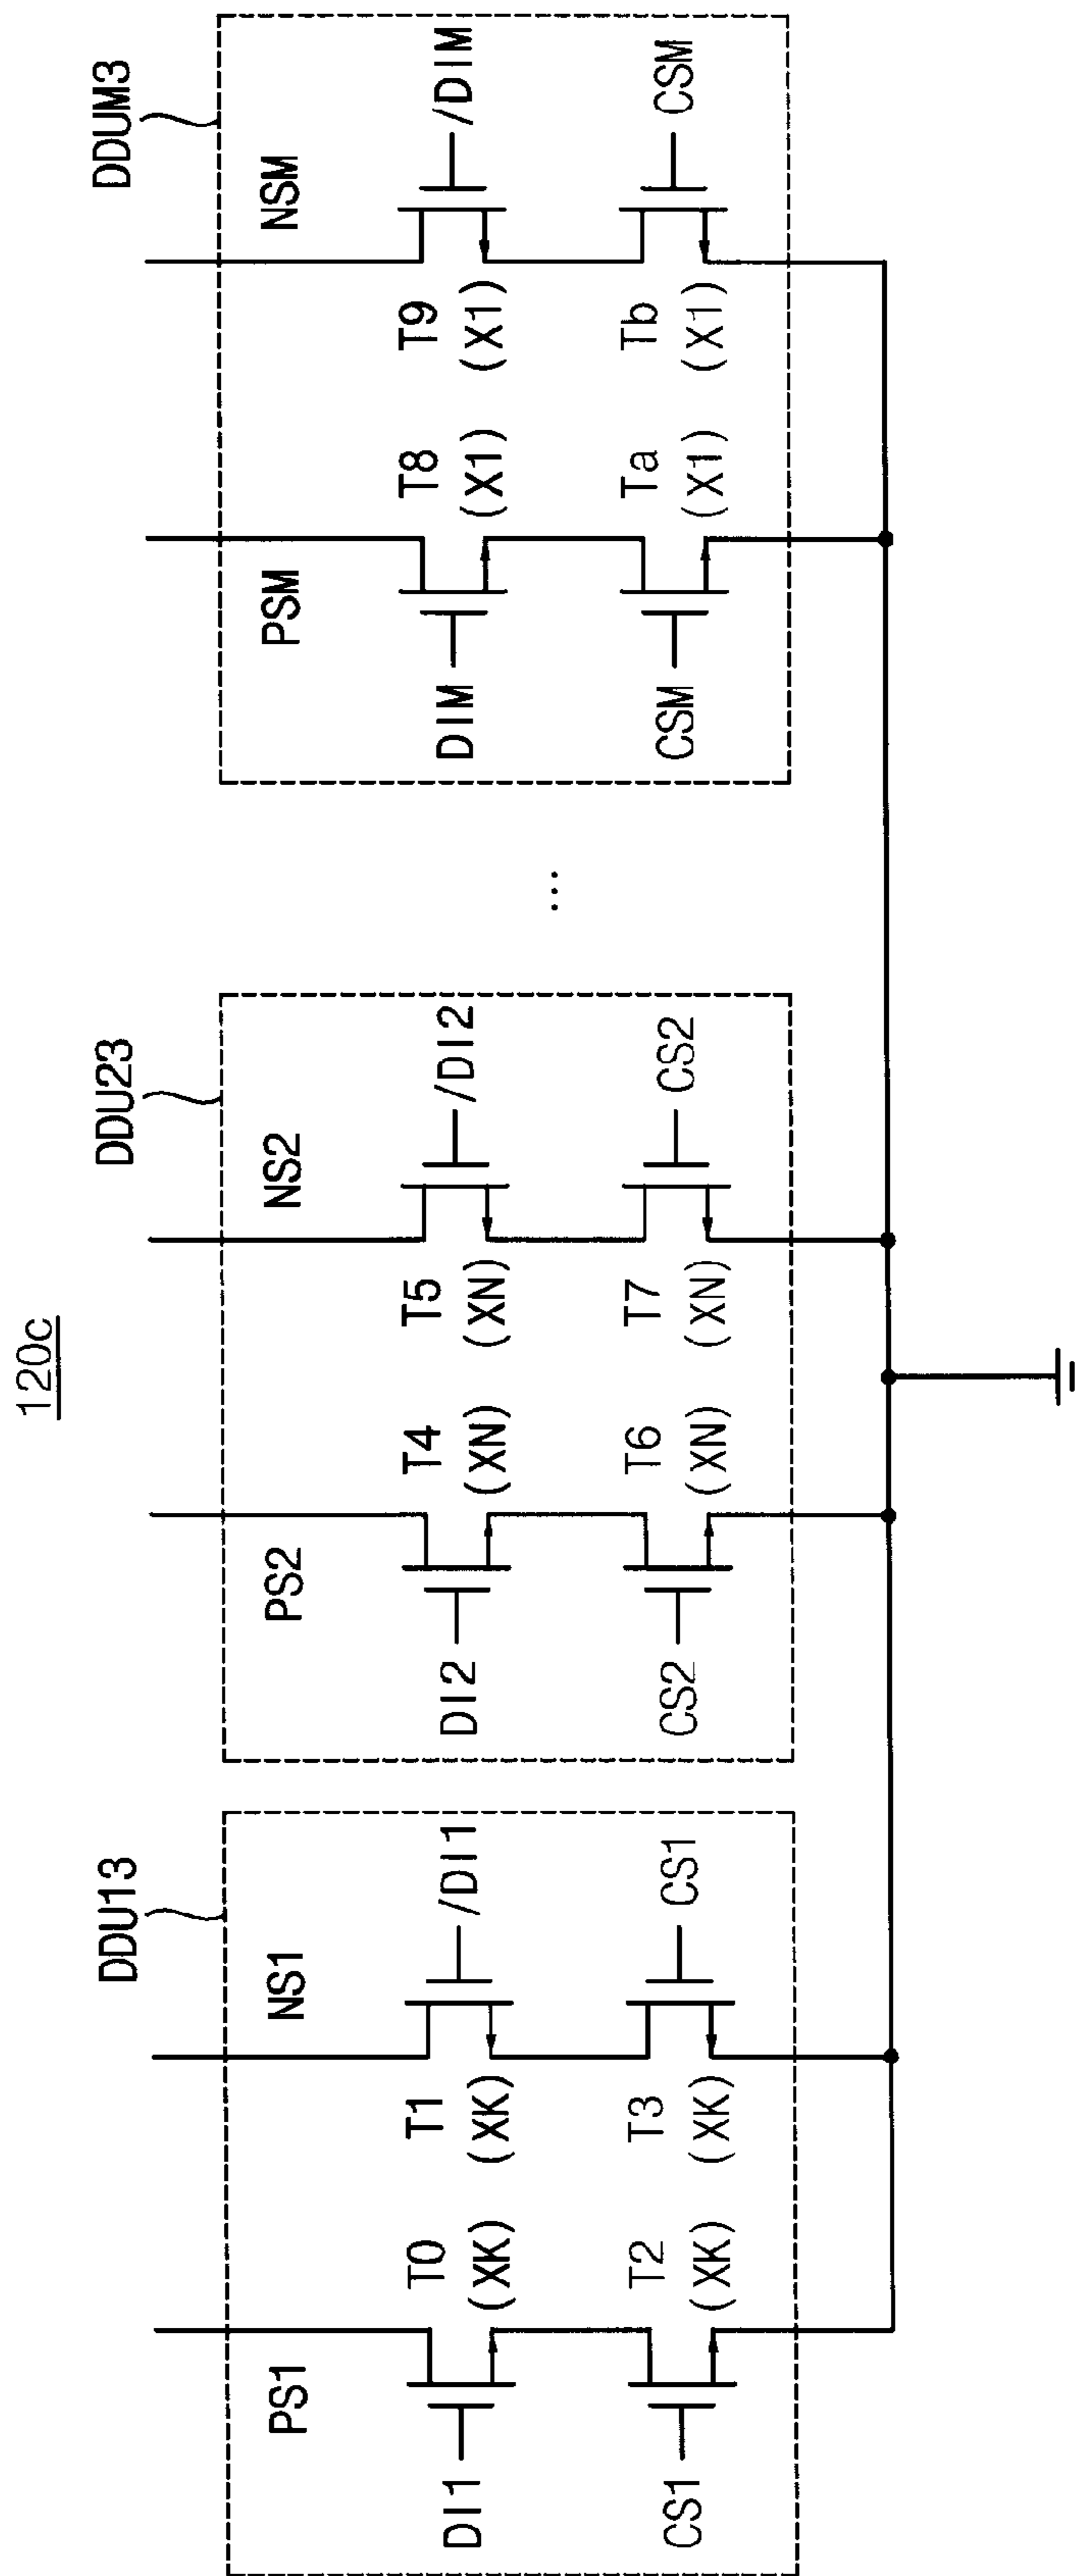 120c
DDU13
DDU23
DDUM3
PS1
NS1
PS2
NS2
PSM
NSM
DI1
T0
(XK)
T1
(XK)
/DI1
DI2
T4
(XN)
T5
(XN)
/DI2
...
DIM
T8
(X1)
T9
(X1)
/DIM
CS1
T2
(XK)
T3
(XK)
CS1
CS2
T6
(XN)
T7
(XN)
CS2
CSM
Ta
(X1)
Tb
(X1)
CSM